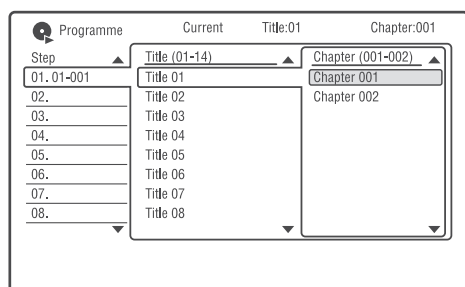 Programme Current Title:01 Chapter:001
Step Title (01-14) Chapter (001-002)
01. 01-001 Title 01 Chapter 001
02. Title 02 Chapter 002
03. Title 03
04. Title 04
05. Title 05
06. Title 06
07. Title 07
08. Title 08